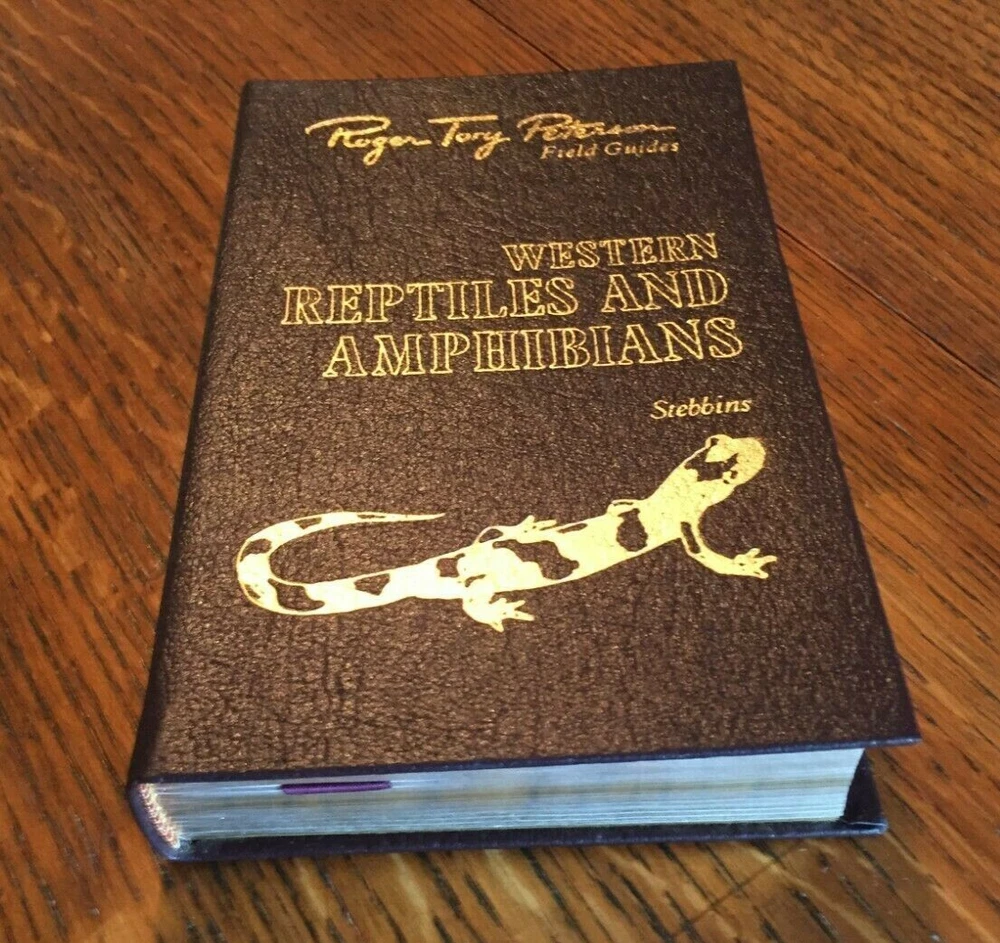 Roger Tory Peterson
Field Guides
WESTERN
REPTILES AND
AMPHIBIANS
Stebbins